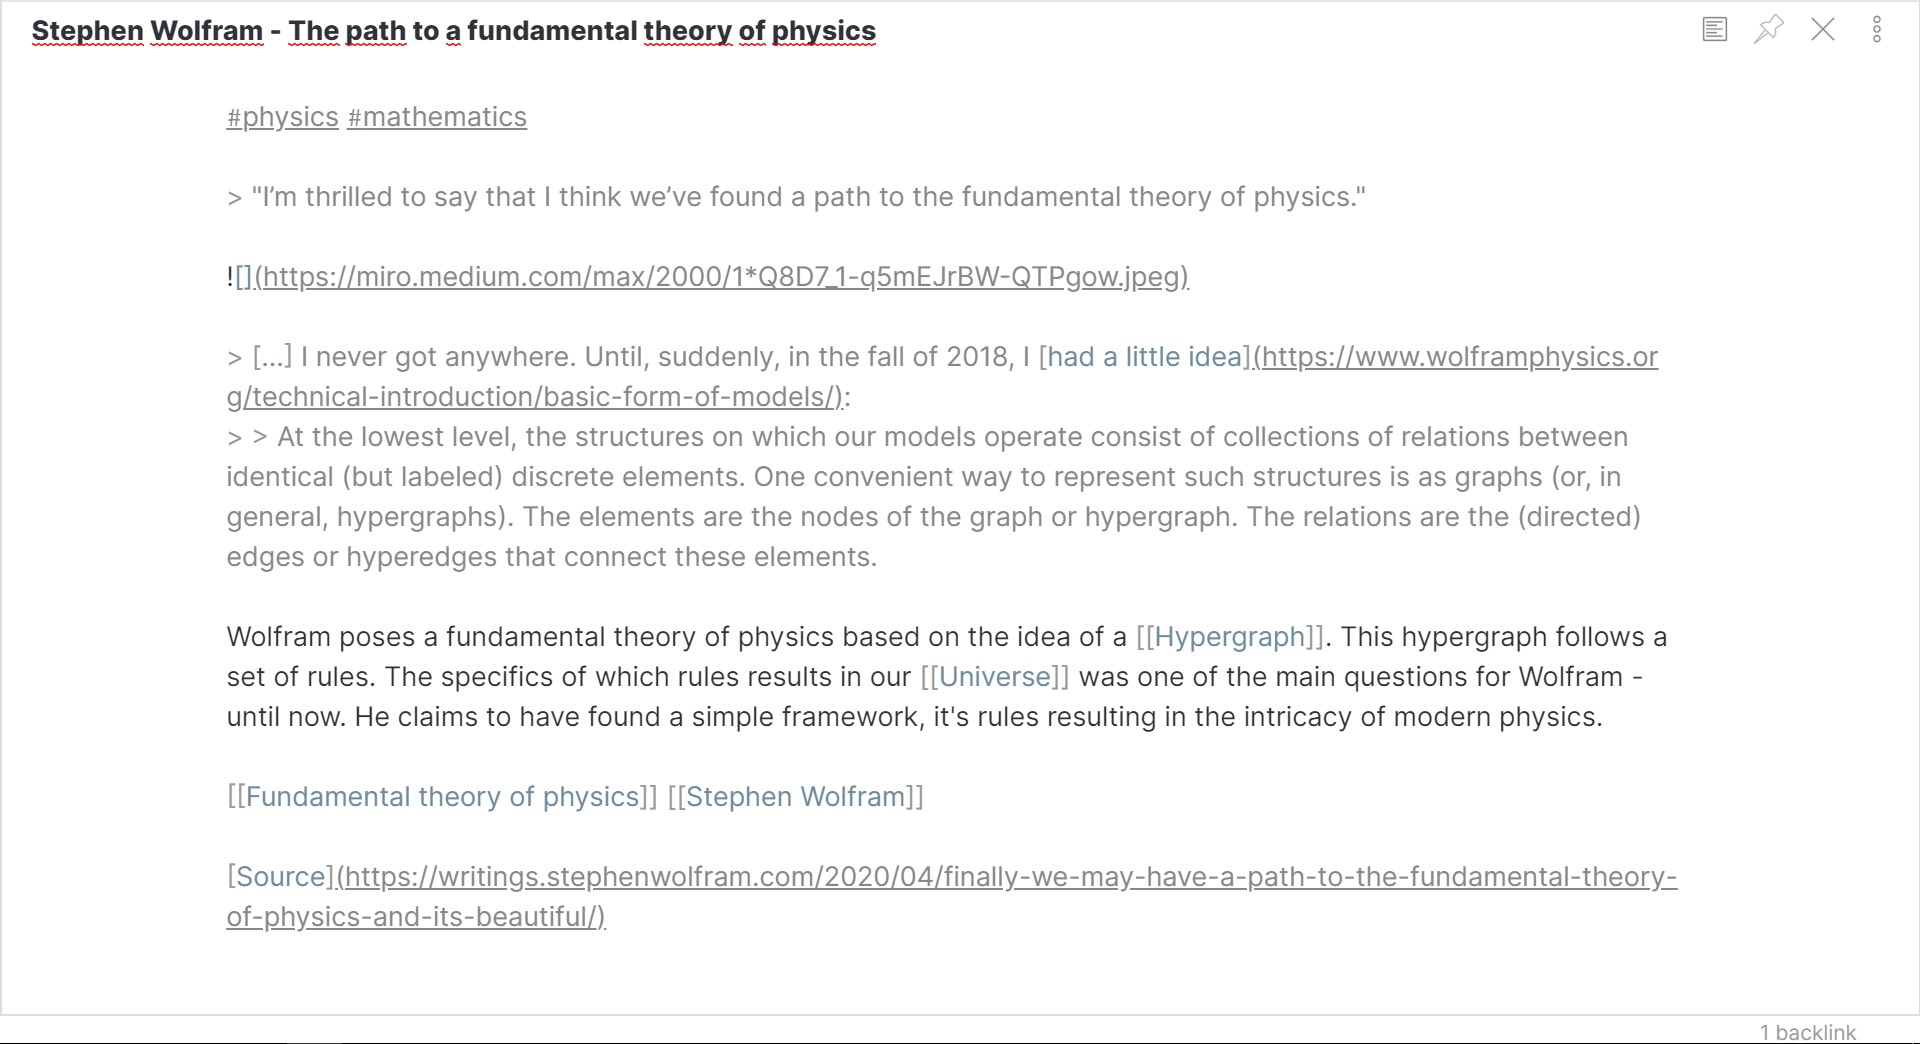 Stephen Wolfram - The path to a fundamental theory of physics
#physics #mathematics
> "I’m thrilled to say that I think we’ve found a path to the fundamental theory of physics."
![](https://miro.medium.com/max/2000/1*Q8D7_1-q5mEJrBW-QTPgow.jpeg)
> [...] I never got anywhere. Until, suddenly, in the fall of 2018, I [had a little idea](https://www.wolframphysics.or
g/technical-introduction/basic-form-of-models/):
> > At the lowest level, the structures on which our models operate consist of collections of relations between
identical (but labeled) discrete elements. One convenient way to represent such structures is as graphs (or, in
general, hypergraphs). The elements are the nodes of the graph or hypergraph. The relations are the (directed)
edges or hyperedges that connect these elements.
Wolfram poses a fundamental theory of physics based on the idea of a [[Hypergraph]]. This hypergraph follows a
set of rules. The specifics of which rules results in our [[Universe]] was one of the main questions for Wolfram -
until now. He claims to have found a simple framework, it's rules resulting in the intricacy of modern physics.
[[Fundamental theory of physics]] [[Stephen Wolfram]]
[Source](https://writings.stephenwolfram.com/2020/04/finally-we-may-have-a-path-to-the-fundamental-theory-
of-physics-and-its-beautiful/)
1 backlink